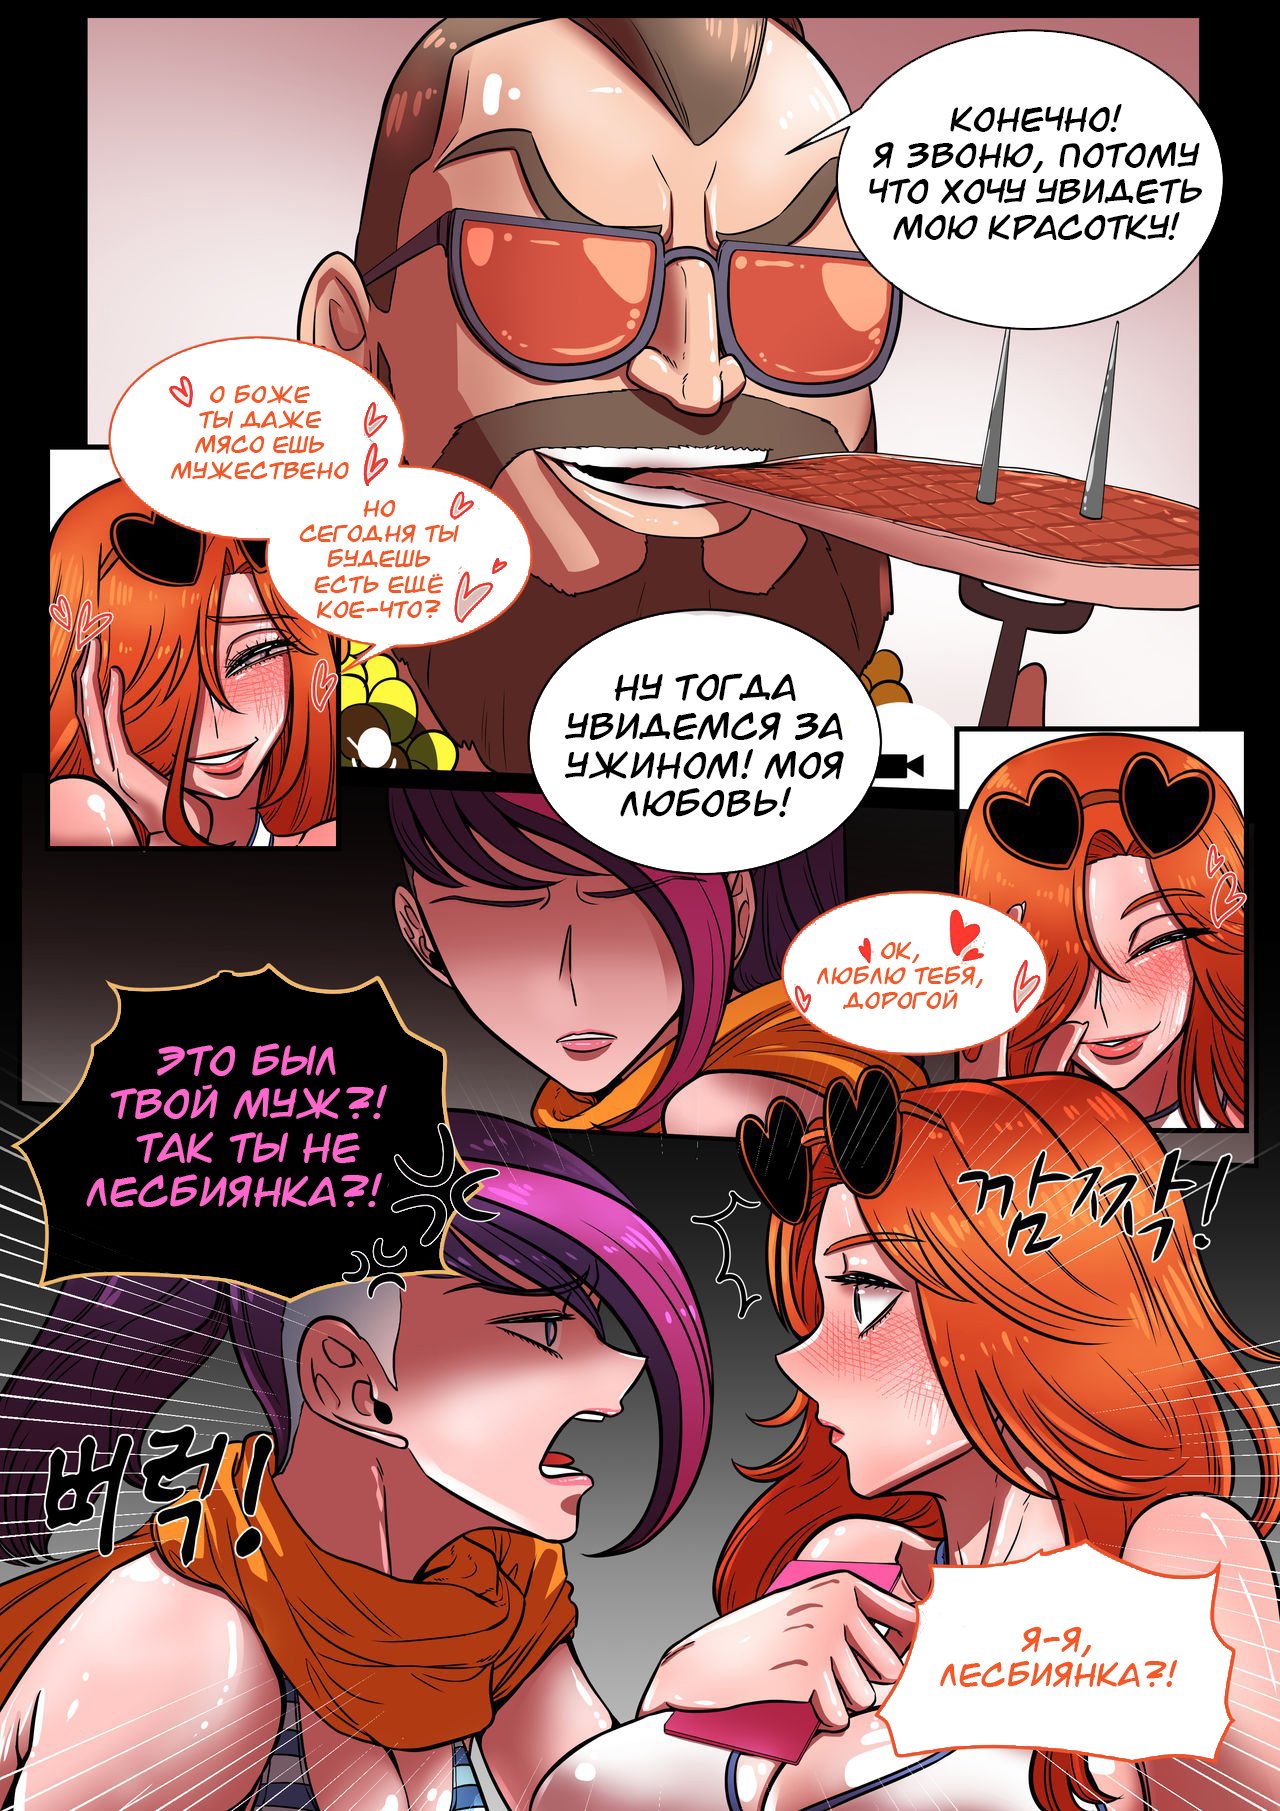 КОНЕЧНО!
Я ЗВОНЮ, ПОТОМУ
ЧТО ХОЧУ УВИДЕТЬ
МОЮ КРАСОТКУ!
О БОЖЕ
ТЫ ДАЖЕ
МЯСО ЕШЬ
МУЖЕСТВЕНО
НО
СЕГОДНЯ ТЫ
БУДЕШЬ
ЕСТЬ ЕЩЁ
КОЕ-ЧТО?
НУ ТОГДА
УВИДЕМСЯ ЗА
УЖИНОМ! МОЯ
ЛЮБОВЬ!
ОК,
ЛЮБЛЮ ТЕБЯ,
ДОРОГОЙ
ЭТО БЫЛ
ТВОЙ МУЖ?!
ТАК ТЫ НЕ
ЛЕСБИЯНКА?!
깜짝!
버럭!
Я-Я,
ЛЕСБИЯНКА?!